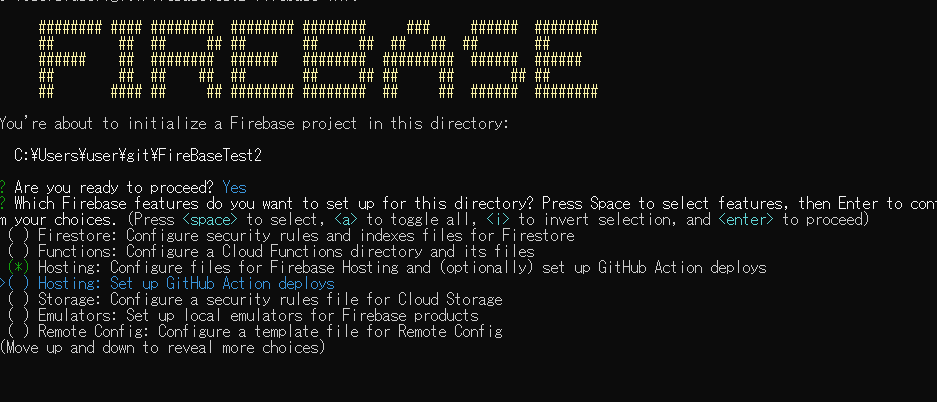 FIREBASE
You're about to initialize a Firebase project in this directory:
C:¥Users¥user¥git¥FireBaseTest2
? Are you ready to proceed? Yes
? Which Firebase features do you want to set up for this directory? Press Space to select features, then Enter to conf
m your choices. (Press <space> to select, <a> to toggle all, <i> to invert selection, and <enter> to proceed)
( ) Firestore: Configure security rules and indexes files for Firestore
( ) Functions: Configure a Cloud Functions directory and its files
(*) Hosting: Configure files for Firebase Hosting and (optionally) set up GitHub Action deploys
>( ) Hosting: Set up GitHub Action deploys
( ) Storage: Configure a security rules file for Cloud Storage
( ) Emulators: Set up local emulators for Firebase products
( ) Remote Config: Configure a template file for Remote Config
(Move up and down to reveal more choices)